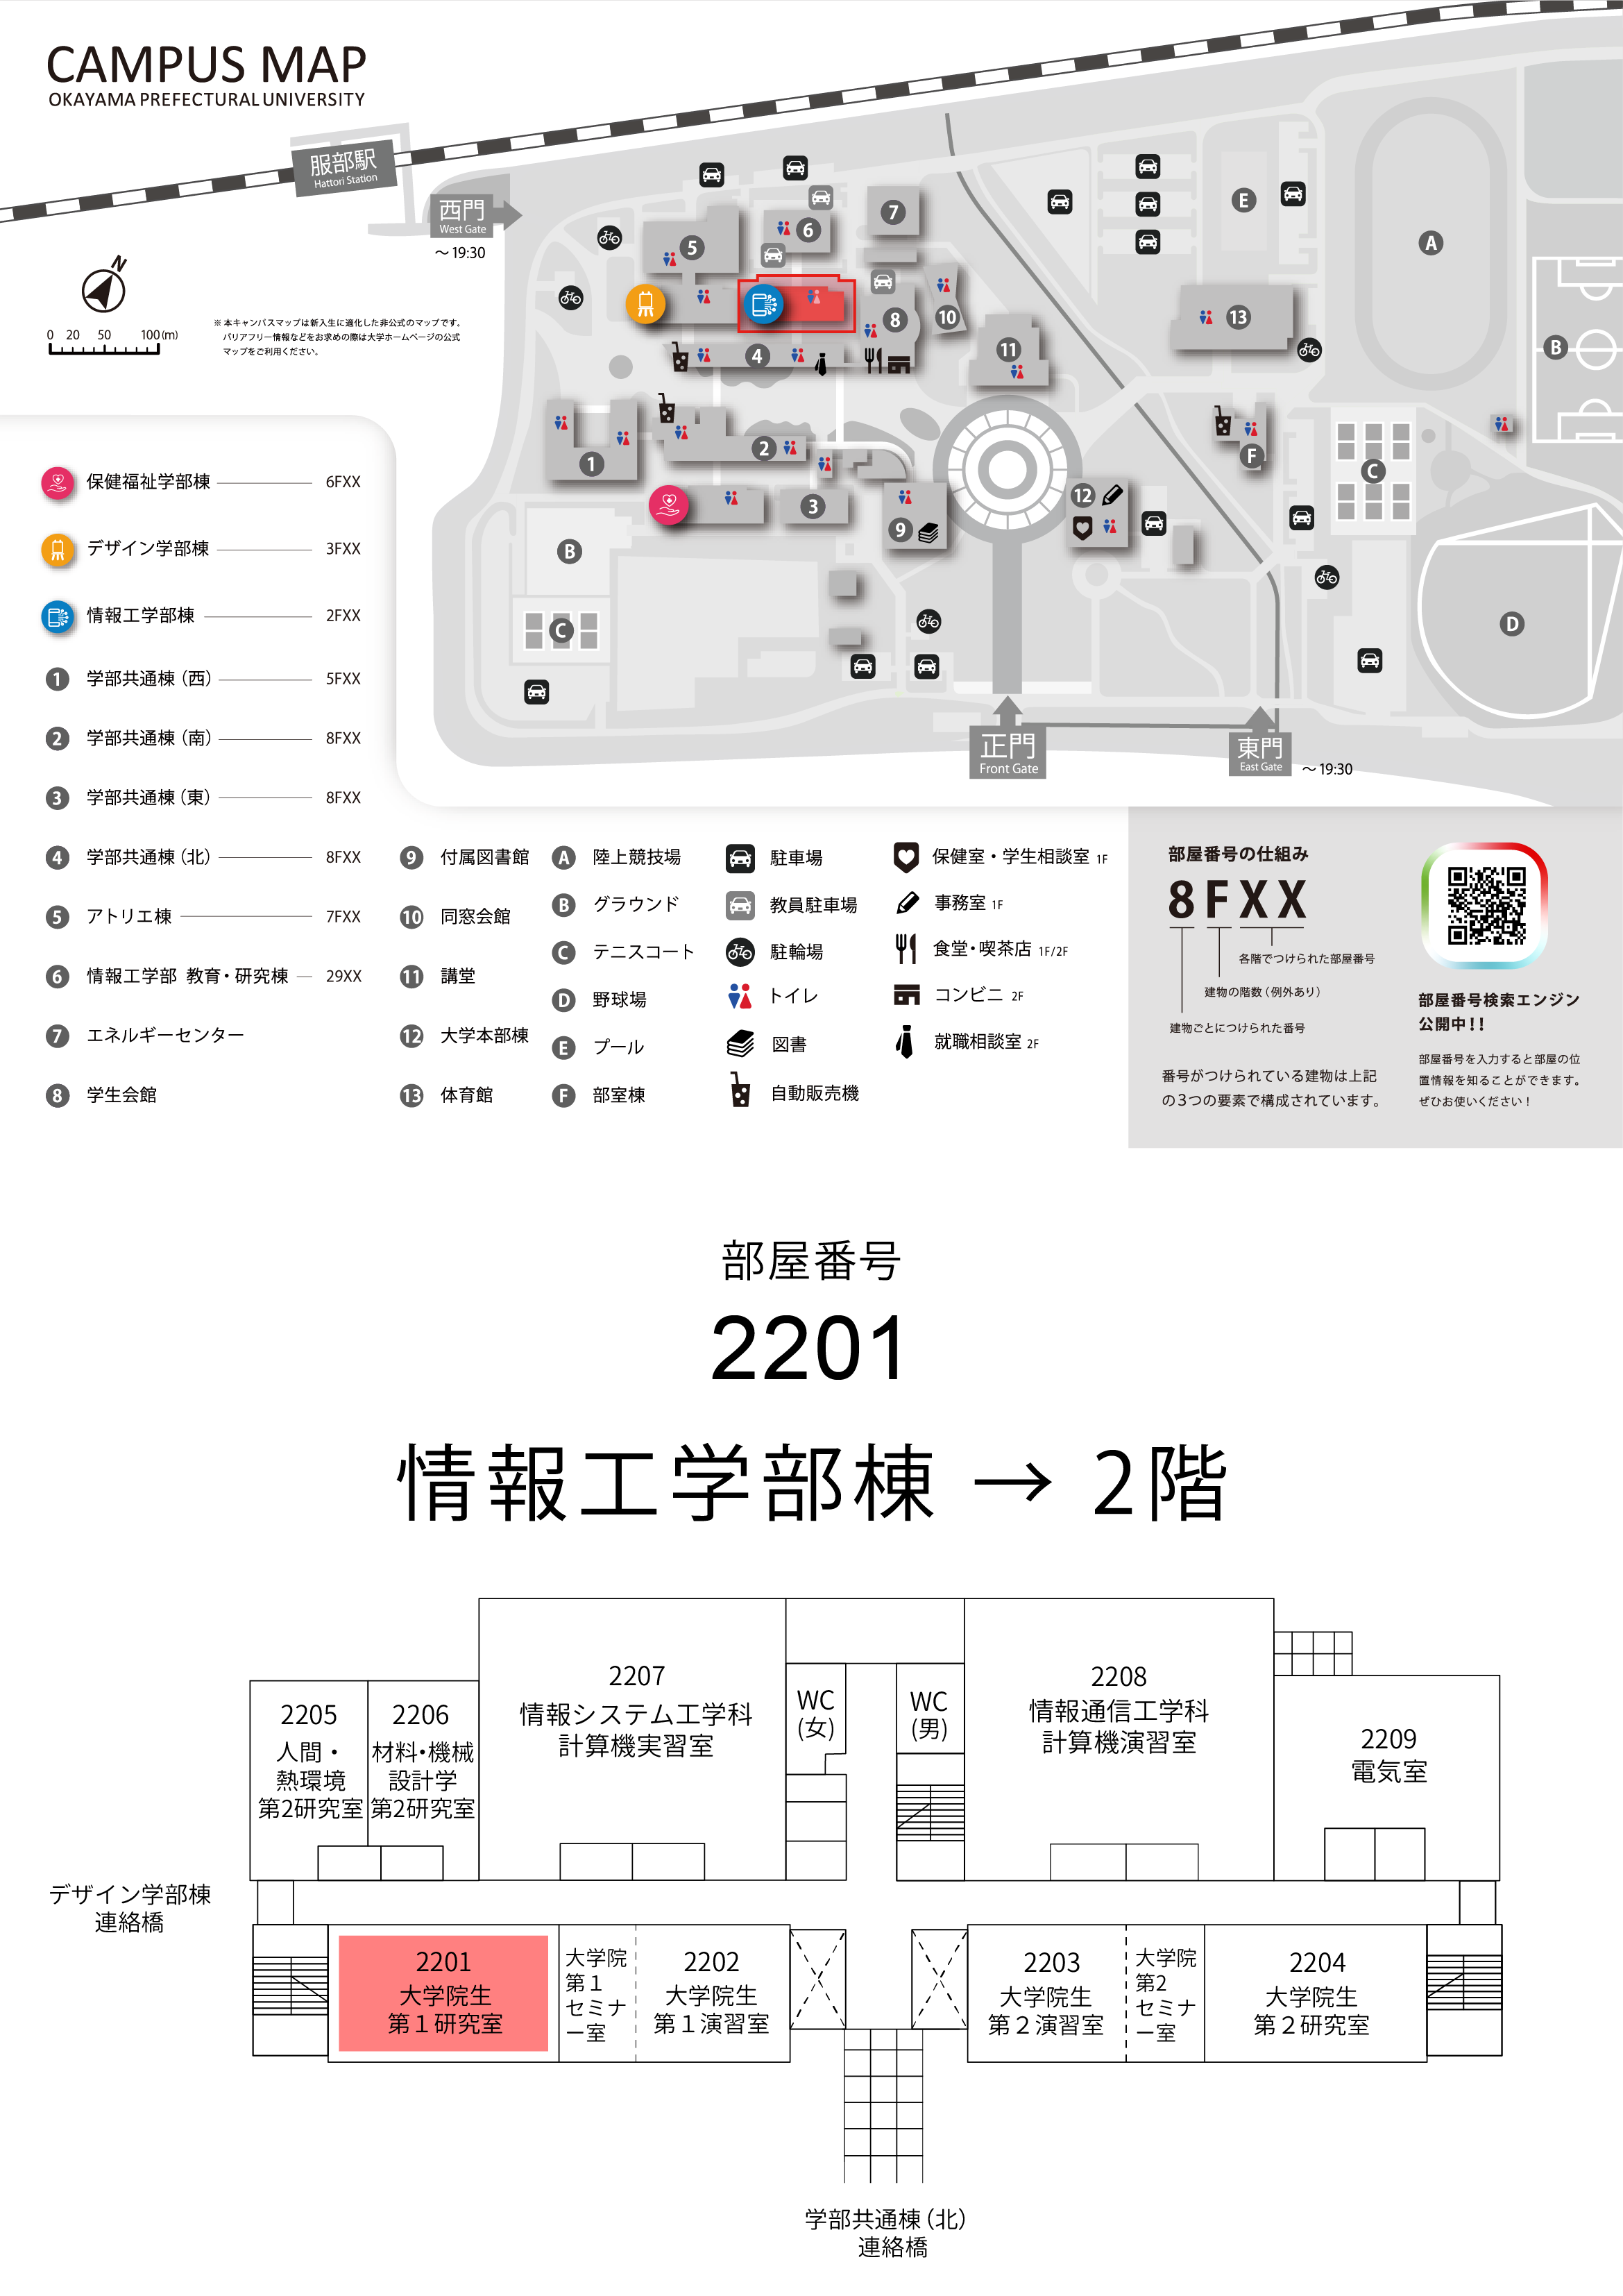 CAMPUS MAP
OKAYAMA PREFECTURAL UNIVERSITY
服部駅
Hattori Station
西門
West Gate
～19:30
N
0 20 50 100(m)
※本キャンパスマップは新入生に適化した非公式のマップです。
バリアフリー情報などをお求めの際は大学ホームページの公式
マップをご利用ください。
7
6
5
E
A
8
10
13
11
4
B
1
2
F
C
3
9
12
B
C
D
正門
Front Gate
東門
East Gate
～19:30
保健福祉学部棟 6FXX
デザイン学部棟 3FXX
情報工学部棟 2FXX
1 学部共通棟（西） 5FXX
2 学部共通棟（南） 8FXX
3 学部共通棟（東） 8FXX
4 学部共通棟（北） 8FXX
5 アトリエ棟 7FXX
6 情報工学部 教育・研究棟 29XX
7 エネルギーセンター
8 学生会館
9 付属図書館
10 同窓会館
11 講堂
12 大学本部棟
13 体育館
A 陸上競技場
B グラウンド
C テニスコート
D 野球場
E プール
F 部室棟
駐車場
教員駐車場
駐輪場
トイレ
図書
自動販売機
保健室・学生相談室 1F
事務室 1F
食堂・喫茶店 1F/2F
コンビニ 2F
就職相談室 2F
部屋番号の仕組み
8FXX
各階でつけられた部屋番号
建物の階数（例外あり）
建物ごとにつけられた番号
番号がつけられている建物は上記
の3つの要素で構成されています。
部屋番号検索エンジン
公開中!!
部屋番号を入力すると部屋の位
置情報を知ることができます。
ぜひお使いください！
部屋番号
2201
情報工学部棟 → 2階
2205
人間・
熱環境
第2研究室
2206
材料・機械
設計学
第2研究室
2207
情報システム工学科
計算機実習室
WC
(女)
WC
(男)
2208
情報通信工学科
計算機演習室
2209
電気室
デザイン学部棟
連絡橋
2201
大学院生
第１研究室
大学院
第１
セミナ
ー室
2202
大学院生
第１演習室
2203
大学院生
第２演習室
大学院
第2
セミナ
ー室
2204
大学院生
第２研究室
学部共通棟（北）
連絡橋